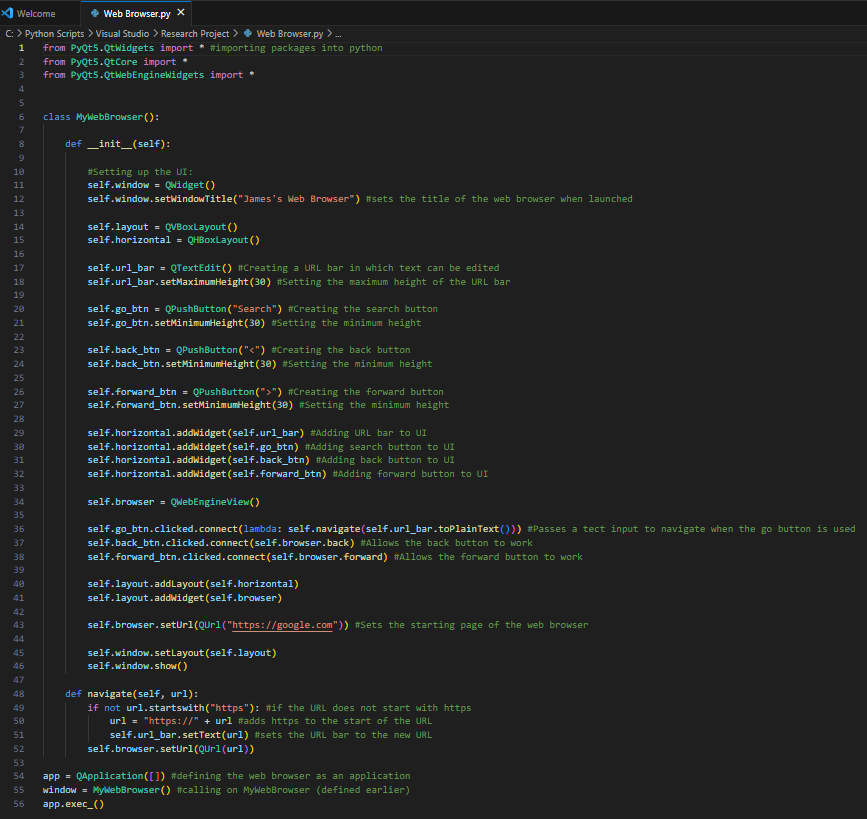 Welcome
Web Browser.py ×
C: > Python Scripts > Visual Studio > Research Project > Web Browser.py > ...
1 from PyQt5.QtWidgets import * #importing packages into python
2 from PyQt5.QtCore import *
3 from PyQt5.QtWebEngineWidgets import *
4
5
6 class MyWebBrowser():
7
8     def __init__(self):
9
10         #Setting up the UI:
11         self.window = QWidget()
12         self.window.setWindowTitle("James's Web Browser") #sets the title of the web browser when launched
13
14         self.layout = QVBoxLayout()
15         self.horizontal = QHBoxLayout()
16
17         self.url_bar = QTextEdit() #Creating a URL bar in which text can be edited
18         self.url_bar.setMaximumHeight(30) #Setting the maximum height of the URL bar
19
20         self.go_btn = QPushButton("Search") #Creating the search button
21         self.go_btn.setMinimumHeight(30) #Setting the minimum height
22
23         self.back_btn = QPushButton("<") #Creating the back button
24         self.back_btn.setMinimumHeight(30) #Setting the minimum height
25
26         self.forward_btn = QPushButton(">") #Creating the forward button
27         self.forward_btn.setMinimumHeight(30) #Setting the minimum height
28
29         self.horizontal.addWidget(self.url_bar) #Adding URL bar to UI
30         self.horizontal.addWidget(self.go_btn) #Adding search button to UI
31         self.horizontal.addWidget(self.back_btn) #Adding back button to UI
32         self.horizontal.addWidget(self.forward_btn) #Adding forward button to UI
33
34         self.browser = QWebEngineView()
35
36         self.go_btn.clicked.connect(lambda: self.navigate(self.url_bar.toPlainText())) #Passes a tect input to navigate when the go button is used
37         self.back_btn.clicked.connect(self.browser.back) #Allows the back button to work
38         self.forward_btn.clicked.connect(self.browser.forward) #Allows the forward button to work
39
40         self.layout.addLayout(self.horizontal)
41         self.layout.addWidget(self.browser)
42
43         self.browser.setUrl(QUrl("https://google.com")) #Sets the starting page of the web browser
44
45         self.window.setLayout(self.layout)
46         self.window.show()
47
48     def navigate(self, url):
49         if not url.startswith("https"): #if the URL does not start with https
50             url = "https://" + url #adds https to the start of the URL
51             self.url_bar.setText(url) #sets the URL bar to the new URL
52         self.browser.setUrl(QUrl(url))
53
54 app = QApplication([]) #defining the web browser as an application
55 window = MyWebBrowser() #calling on MyWebBrowser (defined earlier)
56 app.exec_()